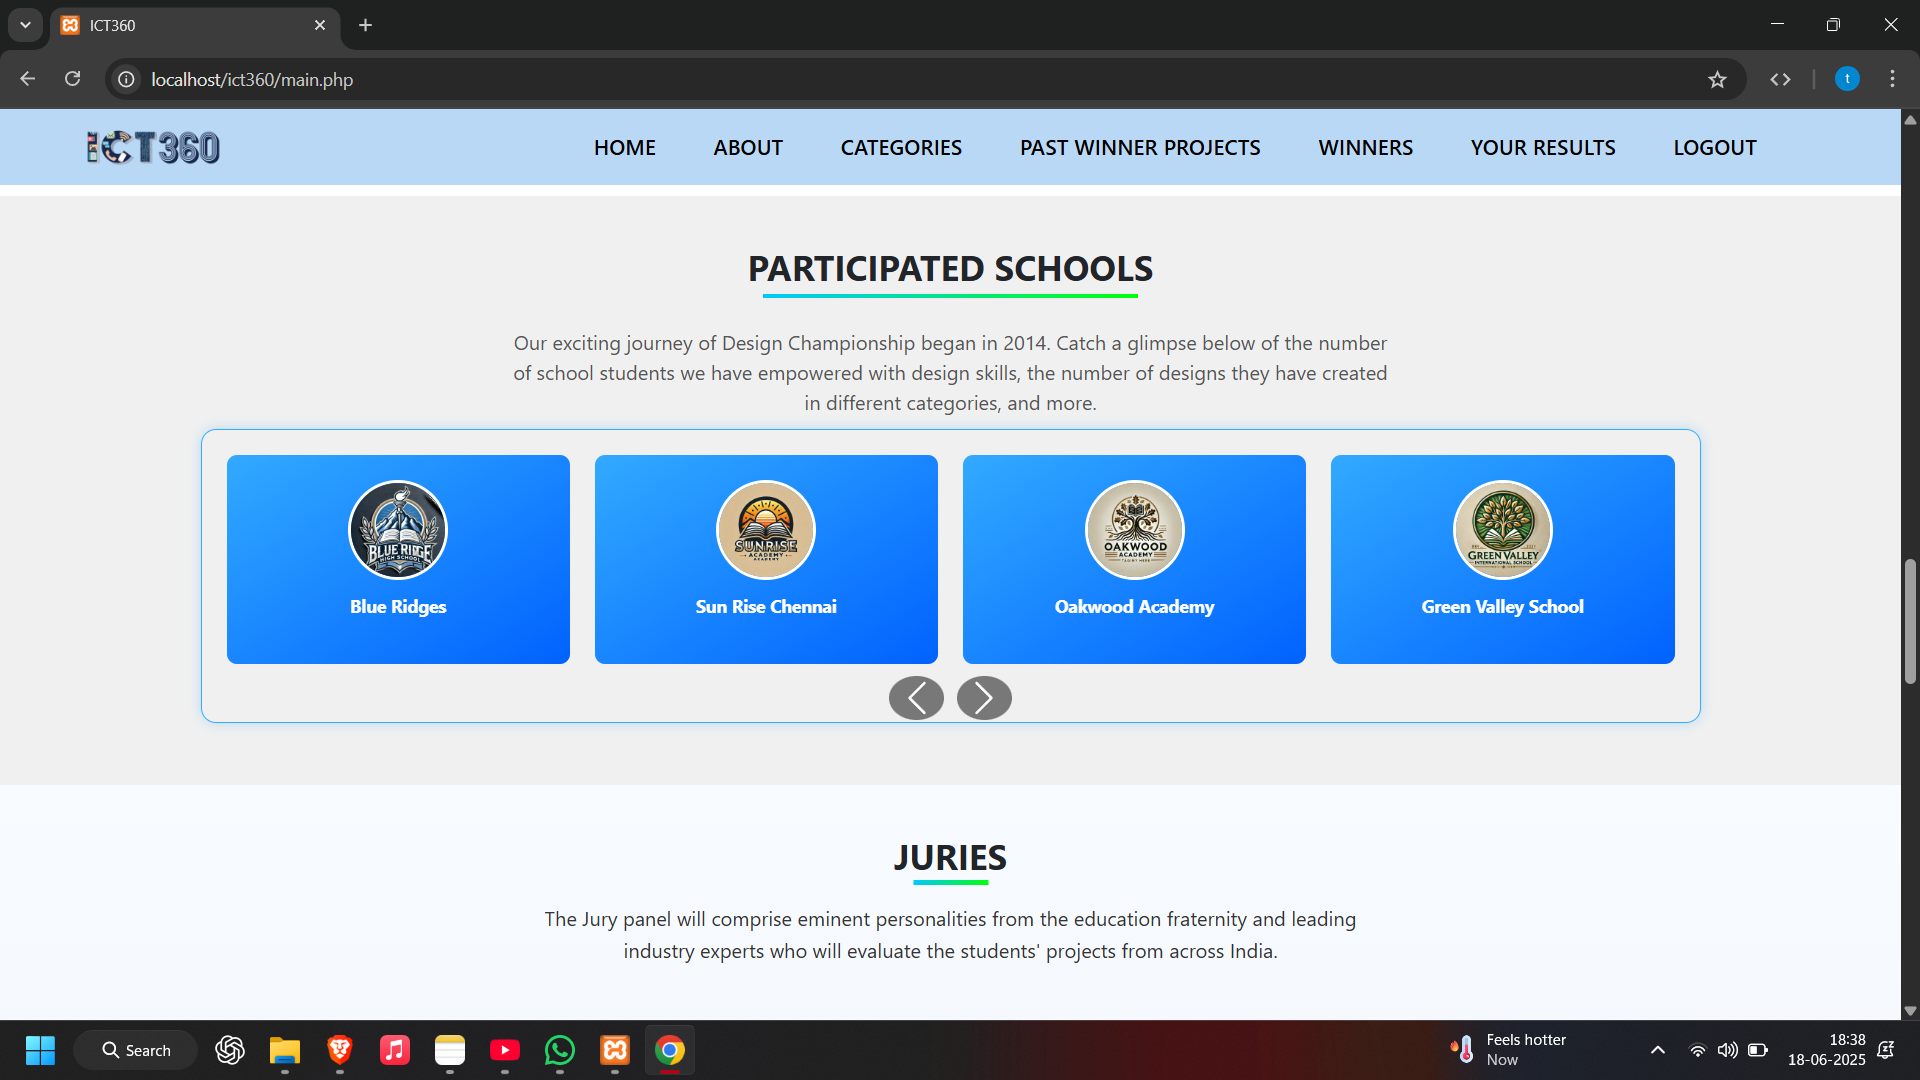 ICT360
localhost/ict360/main.php
t
ICT360
HOME
ABOUT
CATEGORIES
PAST WINNER PROJECTS
WINNERS
YOUR RESULTS
LOGOUT
PARTICIPATED SCHOOLS
Our exciting journey of Design Championship began in 2014. Catch a glimpse below of the number
of school students we have empowered with design skills, the number of designs they have created
in different categories, and more.
BLUE RIDGE
HIGH SCHOOL
Blue Ridges
SUNRISE
ACADEMY
Sun Rise Chennai
OAKWOOD
ACADEMY
Oakwood Academy
GREEN VALLEY
INTERNATIONAL SCHOOL
Green Valley School
JURIES
The Jury panel will comprise eminent personalities from the education fraternity and leading
industry experts who will evaluate the students' projects from across India.
Search
Feels hotter
Now
18:38
18-06-2025